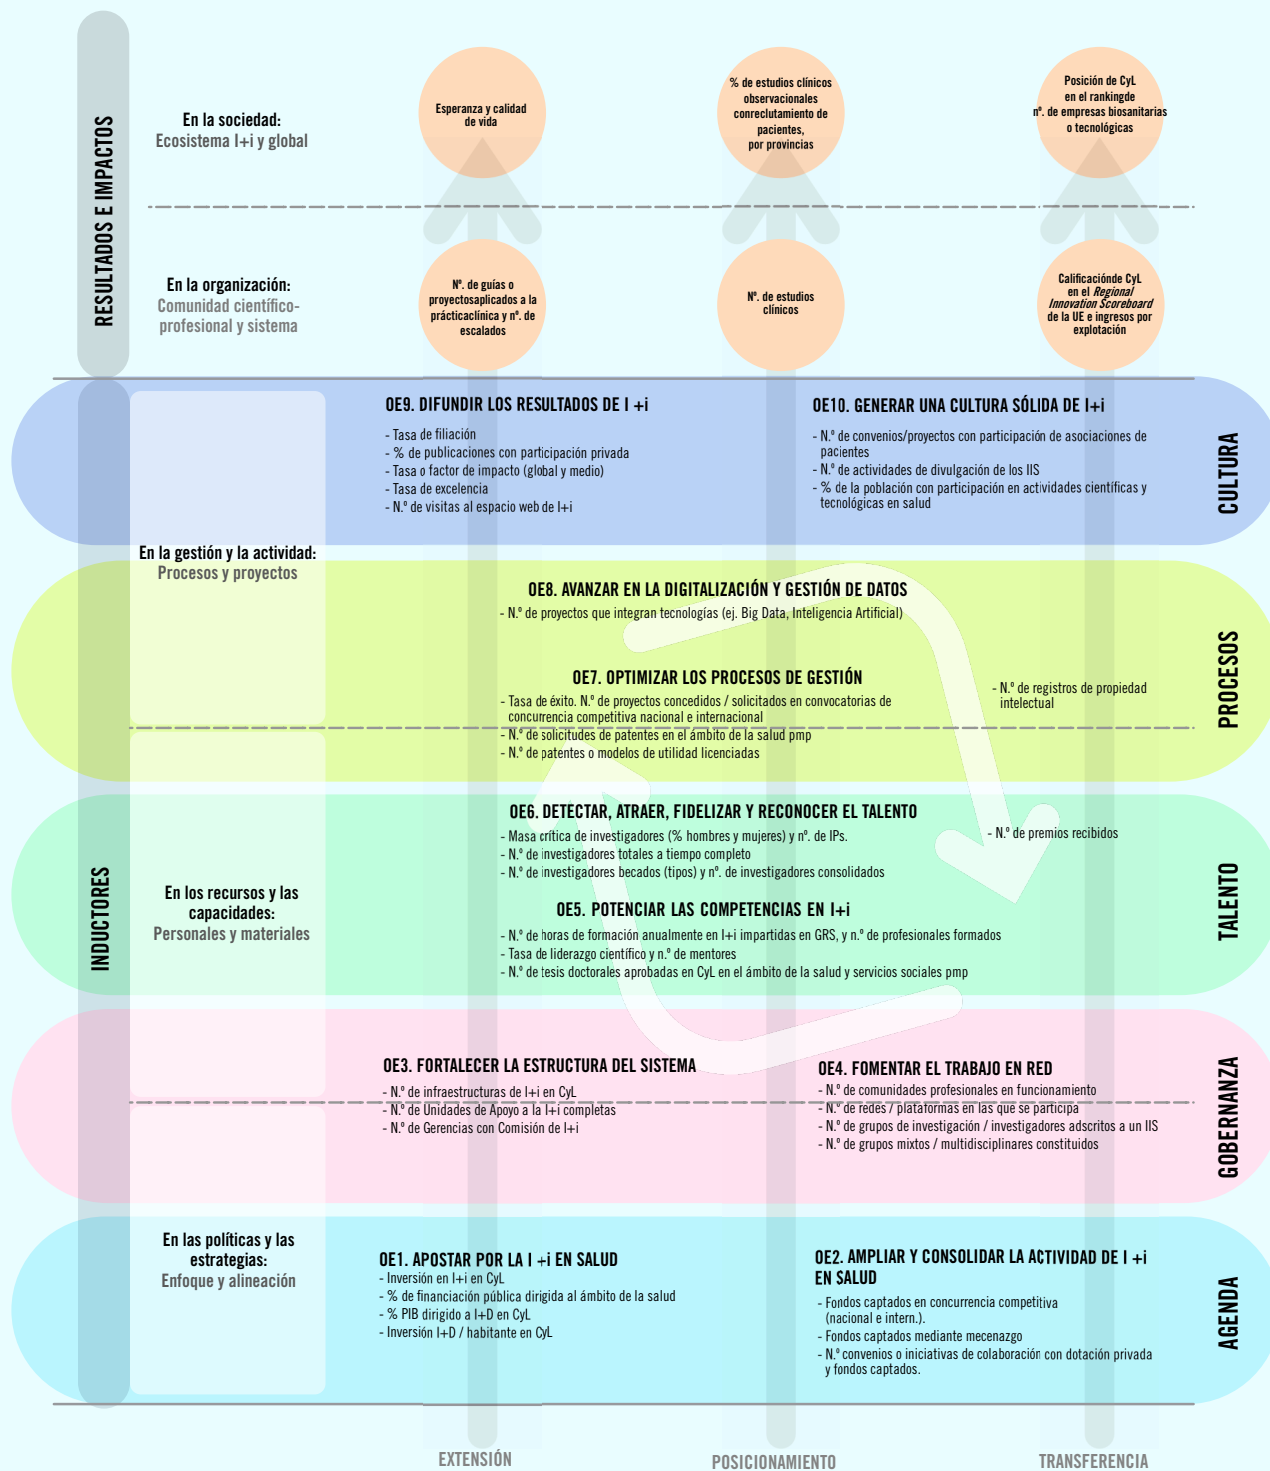 RESULTADOS E IMPACTOS
En la sociedad:
Ecosistema I+i y global
Esperanza y calidad
de vida
% de estudios clínicos
observacionales
conreclutamiento de
pacientes,
por provincias
Posición de CyL
en el rankingde
nº. de empresas biosanitarias
o tecnológicas
En la organización:
Comunidad científico-
profesional y sistema
Nº. de guías o
proyectosaplicados a la
prácticaclínica y nº. de
escalados
Nº. de estudios
clínicos
Calificaciónde CyL
en el Regional
Innovation Scoreboard
de la UE e ingresos por
explotación
INDUCTORES
En la gestión y la actividad:
Procesos y proyectos
OE9. DIFUNDIR LOS RESULTADOS DE I +i
- Tasa de filiación
- % de publicaciones con participación privada
- Tasa o factor de impacto (global y medio)
- Tasa de excelencia
- N.º de visitas al espacio web de I+i
OE10. GENERAR UNA CULTURA SÓLIDA DE I+i
- N.º de convenios/proyectos con participación de asociaciones de
pacientes
- N.º de actividades de divulgación de los IIS
- % de la población con participación en actividades científicas y
tecnológicas en salud
CULTURA
OE8. AVANZAR EN LA DIGITALIZACIÓN Y GESTIÓN DE DATOS
- N.º de proyectos que integran tecnologías (ej. Big Data, Inteligencia Artificial)
OE7. OPTIMIZAR LOS PROCESOS DE GESTIÓN
- Tasa de éxito. N.º de proyectos concedidos / solicitados en convocatorias de
concurrencia competitiva nacional e internacional
- N.º de solicitudes de patentes en el ámbito de la salud pmp
- N.º de patentes o modelos de utilidad licenciadas
- N.º de registros de propiedad
intelectual
PROCESOS
En los recursos y las
capacidades:
Personales y materiales
OE6. DETECTAR, ATRAER, FIDELIZAR Y RECONOCER EL TALENTO
- Masa crítica de investigadores (% hombres y mujeres) y nº. de IPs.
- N.º de investigadores totales a tiempo completo
- N.º de investigadores becados (tipos) y nº. de investigadores consolidados
- N.º de premios recibidos
OE5. POTENCIAR LAS COMPETENCIAS EN I+i
- N.º de horas de formación anualmente en I+i impartidas en GRS, y n.º de profesionales formados
- Tasa de liderazgo científico y n.º de mentores
- N.º de tesis doctorales aprobadas en CyL en el ámbito de la salud y servicios sociales pmp
TALENTO
OE3. FORTALECER LA ESTRUCTURA DEL SISTEMA
- N.º de infraestructuras de I+i en CyL
- N.º de Unidades de Apoyo a la I+i completas
- N.º de Gerencias con Comisión de I+i
OE4. FOMENTAR EL TRABAJO EN RED
- N.º de comunidades profesionales en funcionamiento
- N.º de redes / plataformas en las que se participa
- N.º de grupos de investigación / investigadores adscritos a un IIS
- N.º de grupos mixtos / multidisciplinares constituidos
GOBERNANZA
En las políticas y las
estrategias:
Enfoque y alineación
OE1. APOSTAR POR LA I +i EN SALUD
- Inversión en I+i en CyL
- % de financiación pública dirigida al ámbito de la salud
- % PIB dirigido a I+D en CyL
- Inversión I+D / habitante en CyL
OE2. AMPLIAR Y CONSOLIDAR LA ACTIVIDAD DE I +i
EN SALUD
- Fondos captados en concurrencia competitiva
(nacional e intern.).
- Fondos captados mediante mecenazgo
- N.º convenios o iniciativas de colaboración con dotación privada
y fondos captados.
AGENDA
EXTENSIÓN
POSICIONAMIENTO
TRANSFERENCIA